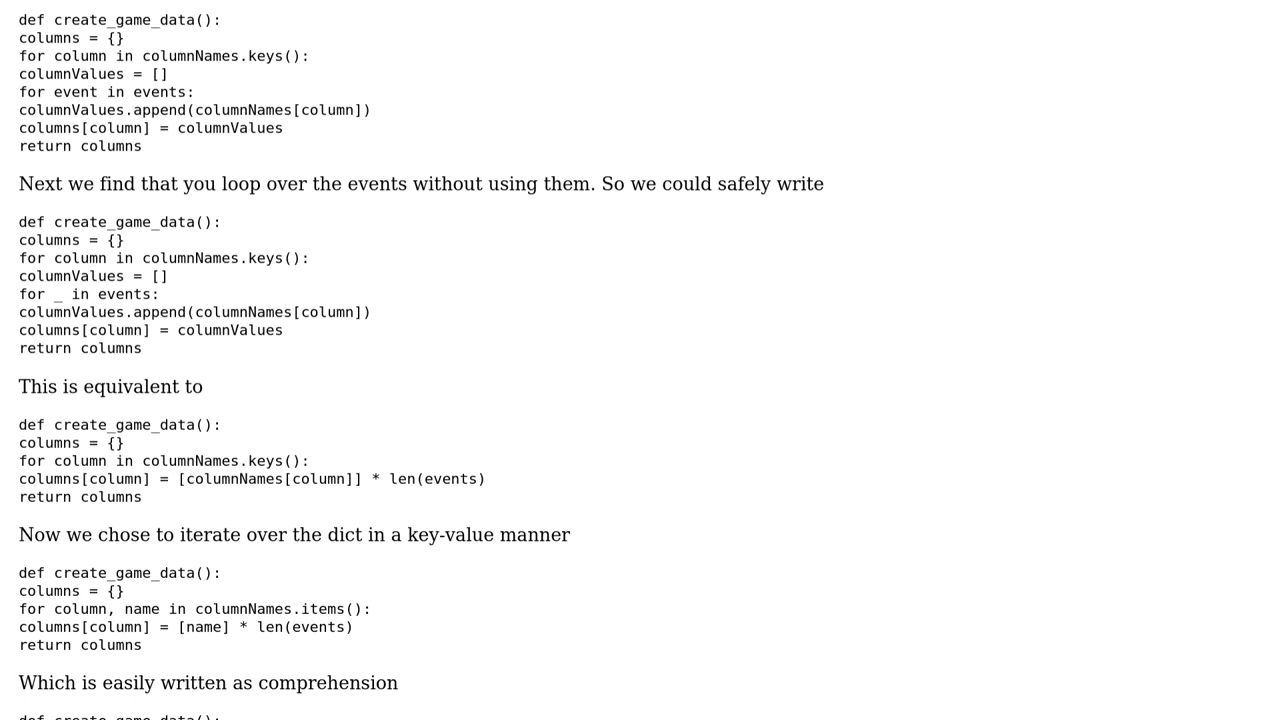 def create_game_data():
columns = {}
for column in columnNames.keys():
columnValues = []
for event in events:
columnValues.append(columnNames[column])
columns[column] = columnValues
return columns
Next we find that you loop over the events without using them. So we could safely write
def create_game_data():
columns = {}
for column in columnNames.keys():
columnValues = []
for _ in events:
columnValues.append(columnNames[column])
columns[column] = columnValues
return columns
This is equivalent to
def create_game_data():
columns = {}
for column in columnNames.keys():
columns[column] = [columnNames[column]] * len(events)
return columns
Now we chose to iterate over the dict in a key-value manner
def create_game_data():
columns = {}
for column, name in columnNames.items():
columns[column] = [name] * len(events)
return columns
Which is easily written as comprehension
def create_game_data():